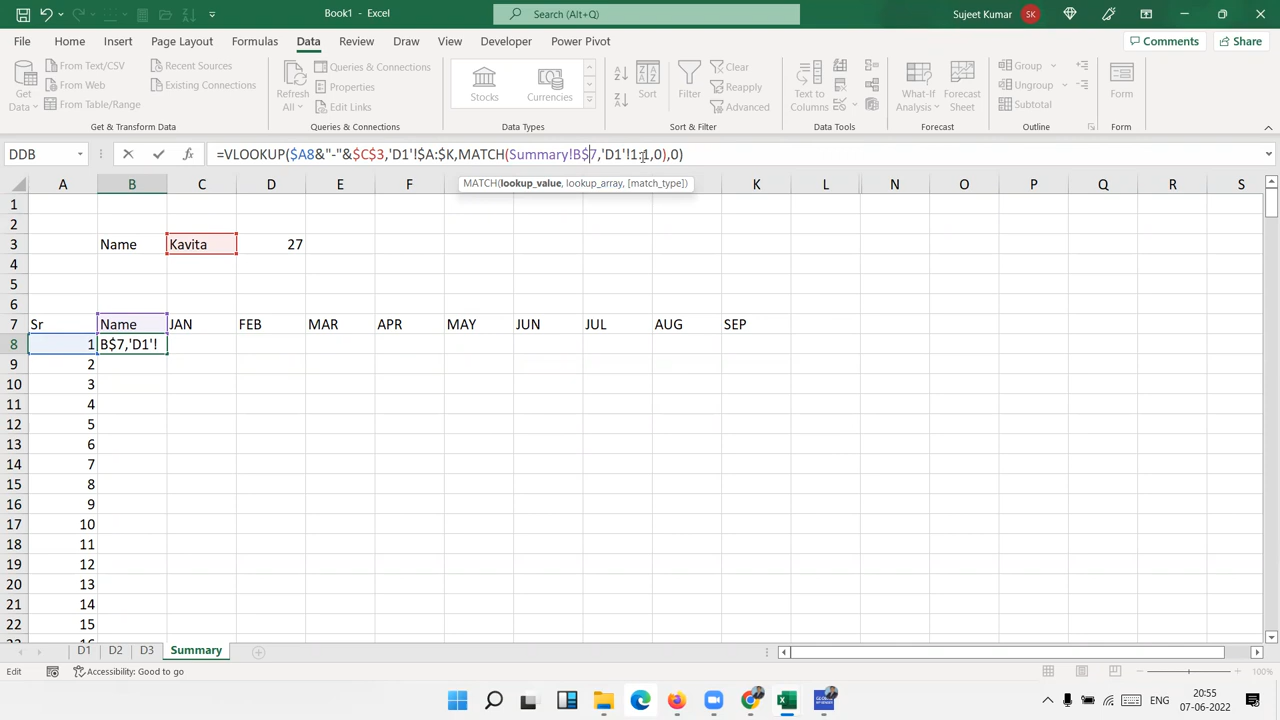 Book1 - Excel
Search (Alt+Q)
Sujeet Kumar
SK
File Home Insert Page Layout Formulas Data Review Draw View Developer Power Pivot
Comments
Share
Get Data
From Text/CSV
From Web
From Table/Range
Recent Sources
Existing Connections
Get & Transform Data
Refresh All
Queries & Connections
Properties
Edit Links
Queries & Connections
Stocks
Currencies
Data Types
Sort
Filter
Clear
Reapply
Advanced
Sort & Filter
Text to Columns
Data Tools
What-If Analysis
Forecast Sheet
Forecast
Group
Ungroup
Subtotal
Outline
Form
Form
DDB
fx
=VLOOKUP($A8&"-"&$C$3,'D1'!$A:$K,MATCH(Summary!B$7,'D1'!1:1,0),0)
MATCH(lookup_value, lookup_array, [match_type])
A B C D E F K L M N O P Q R S
1
2
3 Name Kavita 27
4
5
6
7 Sr Name JAN FEB MAR APR MAY JUN JUL AUG SEP
8 1 B$7,'D1'!
9 2
10 3
11 4
12 5
13 6
14 7
15 8
16 9
17 10
18 11
19 12
20 13
21 14
22 15
D1 D2 D3 Summary
Edit
Accessibility: Good to go
100%
ENG
20:55
07-06-2022